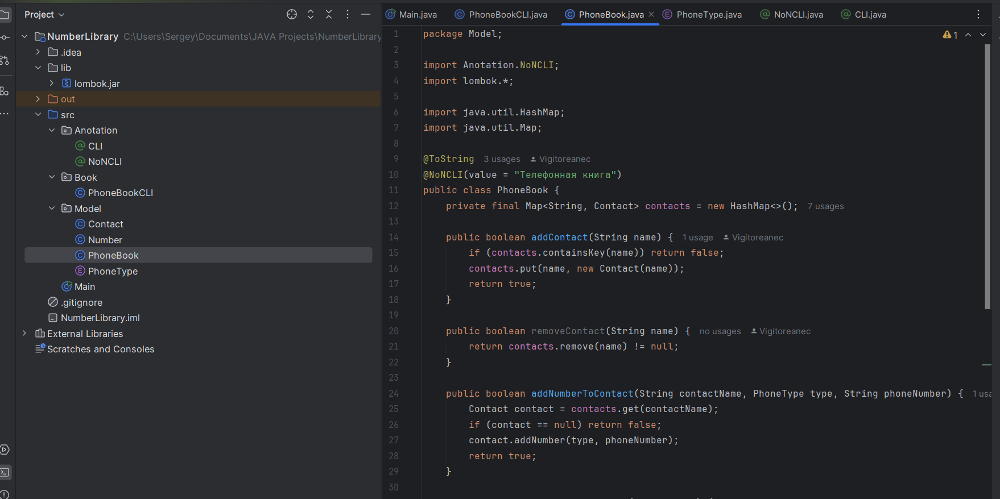 Project
NumberLibrary C:\Users\Sergey\Documents\JAVA Projects\NumberLibrary
.idea
lib
lombok.jar
out
src
Anotation
CLI
NoNCLI
Book
PhoneBookCLI
Model
Contact
Number
PhoneBook
PhoneType
Main
.gitignore
NumberLibrary.iml
External Libraries
Scratches and Consoles
Main.java PhoneBookCLI.java PhoneBook.java PhoneType.java NoNCLI.java CLI.java
1 package Model; 1
2
3 import Anotation.NoNCLI;
4 import lombok.*;
5
6 import java.util.HashMap;
7 import java.util.Map;
8
9 @ToString 3 usages Vigitoreanec
10 @NoNCLI(value = "Телефонная книга")
11 public class PhoneBook {
12 private final Map<String, Contact> contacts = new HashMap<>(); 7 usages
13
14 public boolean addContact(String name) { 1 usage Vigitoreanec
15 if (contacts.containsKey(name)) return false;
16 contacts.put(name, new Contact(name));
17 return true;
18 }
19
20 public boolean removeContact(String name) { no usages Vigitoreanec
21 return contacts.remove(name) != null;
22 }
23
24 public boolean addNumberToContact(String contactName, PhoneType type, String phoneNumber) { 1 usa
25 Contact contact = contacts.get(contactName);
26 if (contact == null) return false;
27 contact.addNumber(type, phoneNumber);
28 return true;
29 }
30